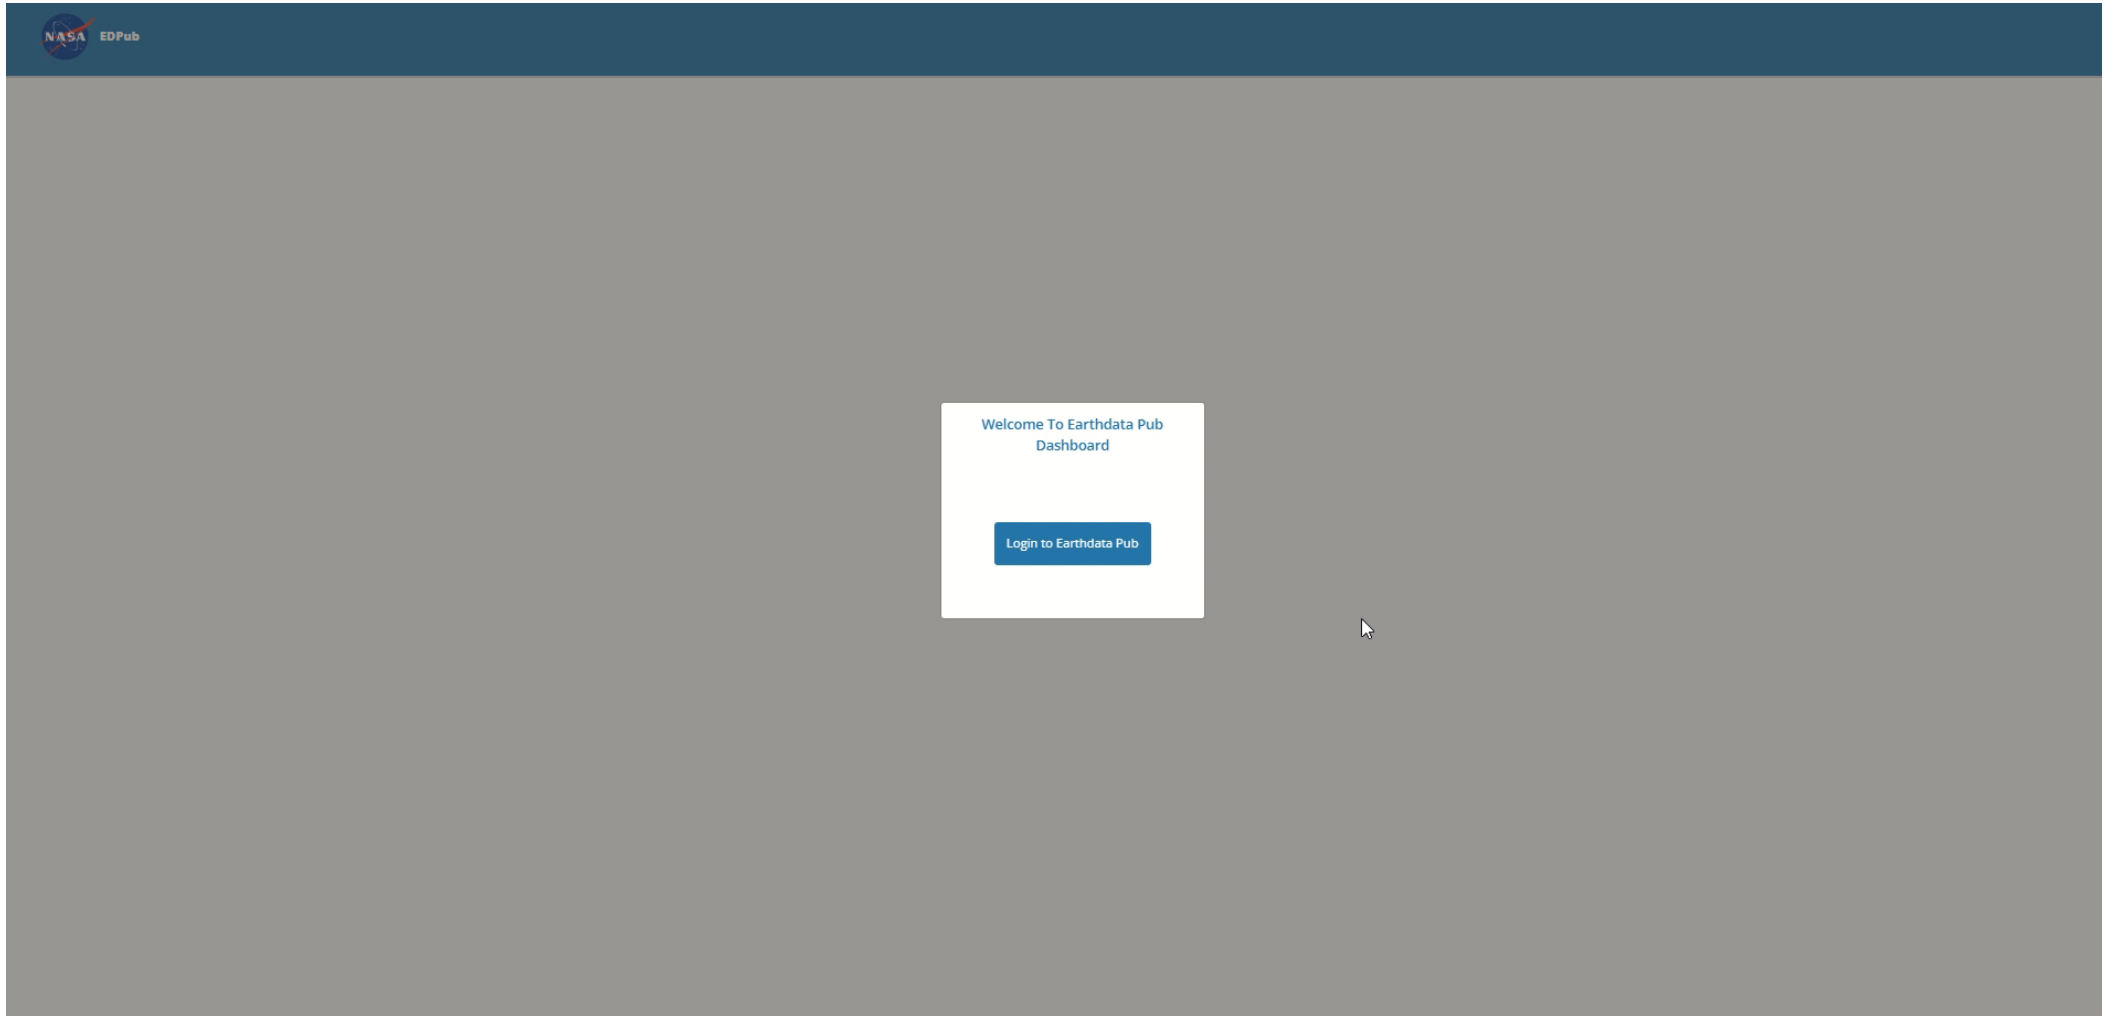 NASA EDPub
Welcome To Earthdata Pub
Dashboard
Login to Earthdata Pub